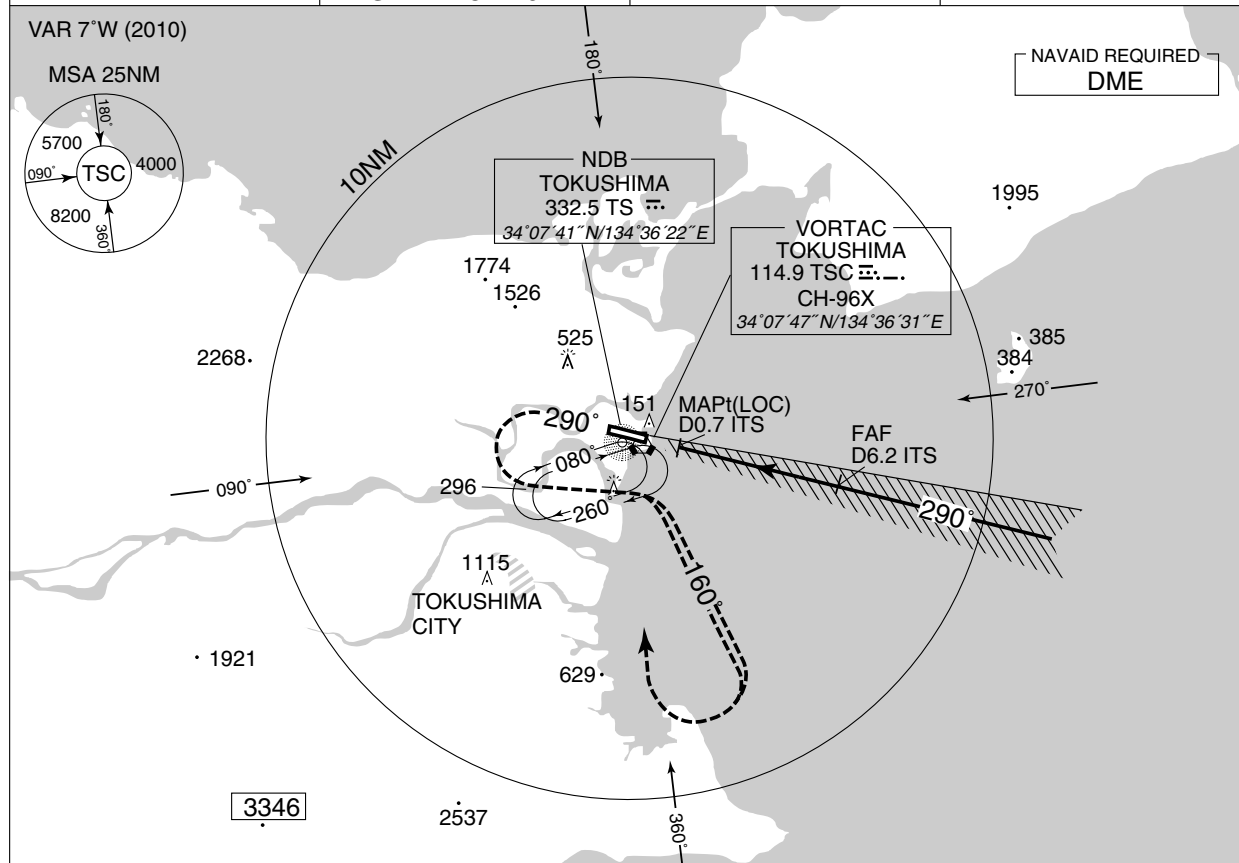 VAR 7°W (2010)
MSA 25NM
180°
5700
4000
TSC
090°
8200
360°
10NM
180°
NAVAID REQUIRED
DME
NDB
TOKUSHIMA
332.5 TS
34°07´41˝N/134°36´22˝E
VORTAC
TOKUSHIMA
114.9 TSC
CH-96X
34°07´47˝N/134°36´31˝E
1995
1774
1526
525
2268
385
384
270°
151
MAPt(LOC)
D0.7 ITS
FAF
D6.2 ITS
290°
080°
090°
296
260°
290°
1115
TOKUSHIMA
CITY
160°
1921
629
3346
2537
360°